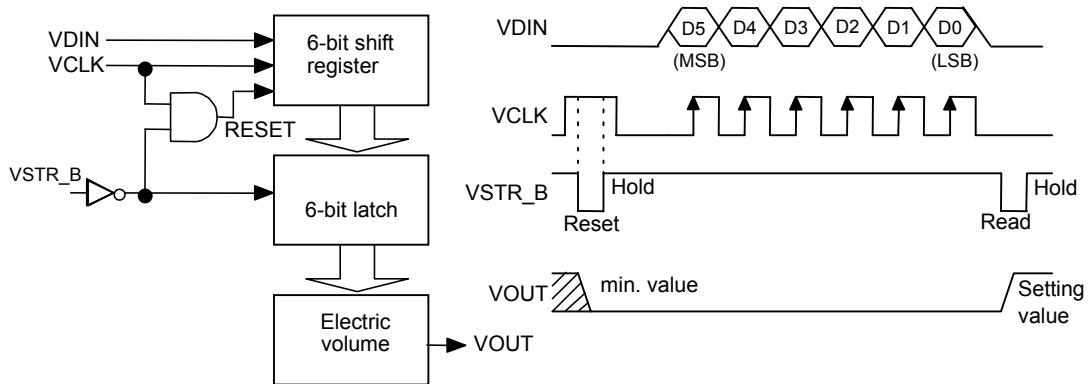 VDIN
VCLK
6-bit shift
register
RESET
VSTR_B
6-bit latch
Electric
volume
VOUT
VDIN
D5
D4
D3
D2
D1
D0
(MSB)
(LSB)
VCLK
VSTR_B
Hold
Hold
Reset
Read
VOUT
min. value
Setting
value